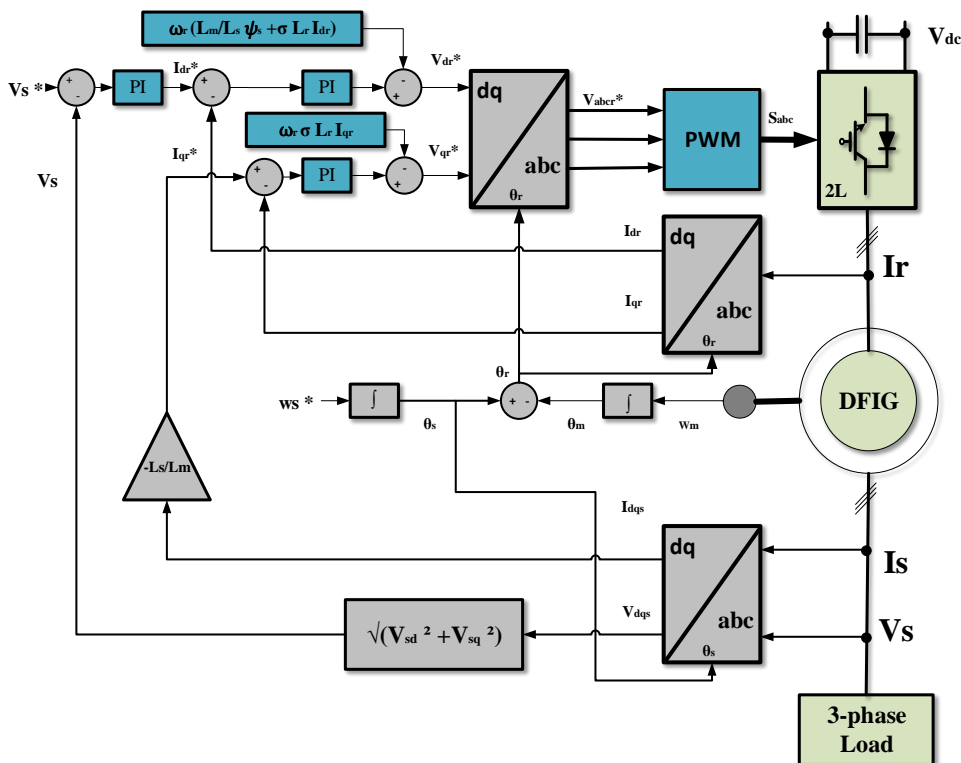 ωr (Lm/Ls ψs +σ Lr Idr)
Vdc
Vs *
+
-
PI
Idr*
+
-
PI
-
+
Vdr*
dq
abc
θr
Vabcr*
PWM
Sabc
2L
ωr σ Lr Iqr
Iqr*
+
-
PI
-
+
Vqr*
Vs
Idr
dq
abc
θr
Ir
Iqr
θr
ws *
∫
θs
+ -
θm
∫
Wm
DFIG
-Ls/Lm
Idqs
dq
abc
θs
Is
Vdqs
Vs
√(Vsd ² +Vsq ²)
3-phase
Load